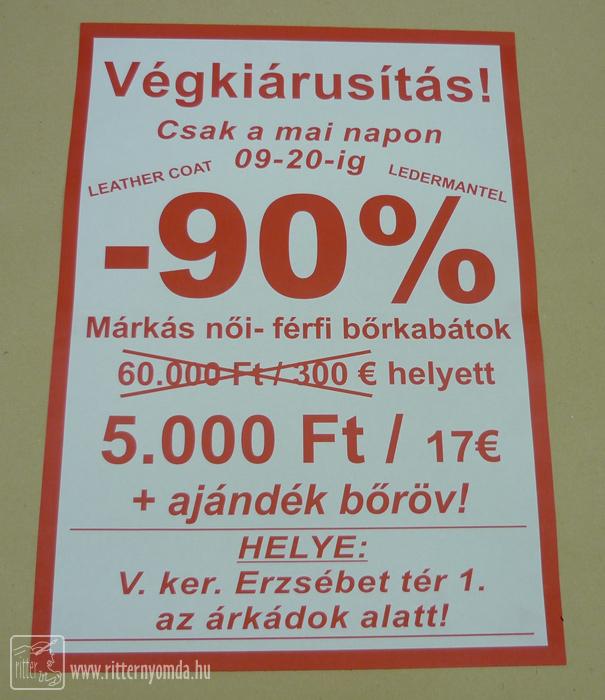 Végkiárusítás!
Csak a mai napon
09-20-ig
LEATHER COAT
LEDERMANTEL
-90%
Márkás női- férfi bőrkabátok
60.000 Ft / 300 € helyett
5.000 Ft / 17€
+ ajándék bőröv!
HELYE:
V. ker. Erzsébet tér 1.
az árkádok alatt!
ritter www.ritternyomda.hu